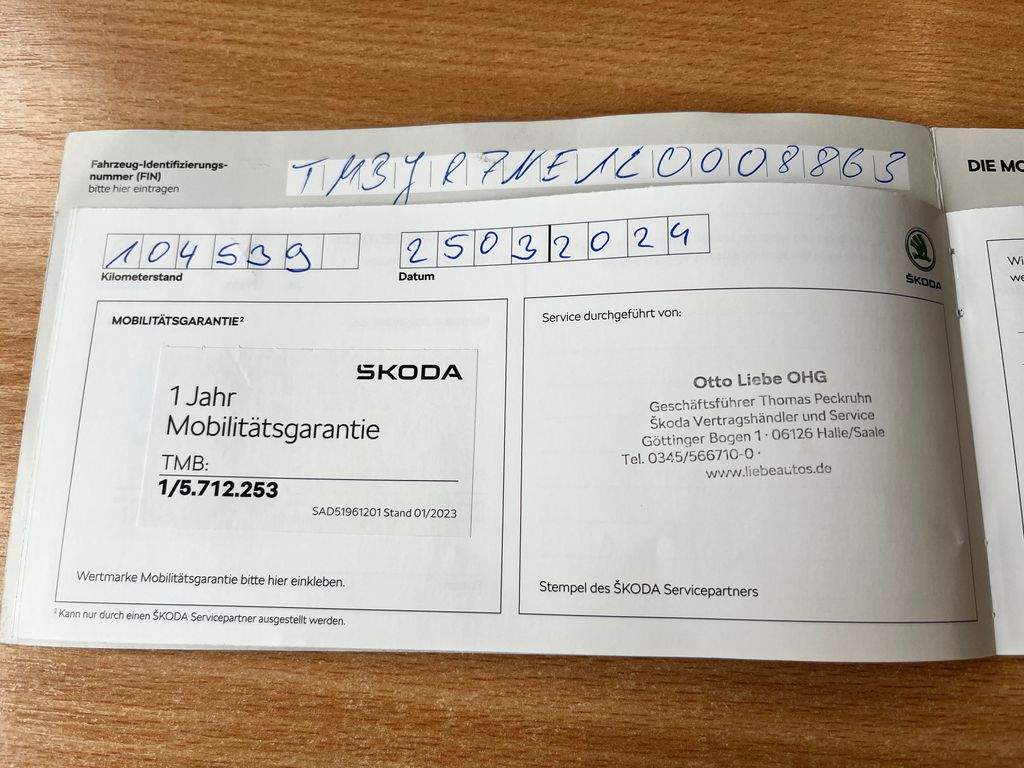 Fahrzeug-Identifizierungs-
nummer (FIN)
bitte hier eintragen
TMBJR7NE1L0008863
DIE MO
104539
Kilometerstand
25032024
Datum
ŠKODA
Wi
we
MOBILITÄTSGARANTIE²
ŠKODA
1 Jahr
Mobilitätsgarantie
TMB:
1/5.712.253
SAD51961201 Stand 01/2023
Wertmarke Mobilitätsgarantie bitte hier einkleben.
Service durchgeführt von:
Otto Liebe OHG
Geschäftsführer Thomas Peckruhn
Škoda Vertragshändler und Service
Göttinger Bogen 1 · 06126 Halle/Saale
Tel. 0345/566710-0 ·
www.liebeautos.de
Stempel des ŠKODA Servicepartners
² Kann nur durch einen ŠKODA Servicepartner ausgestellt werden.